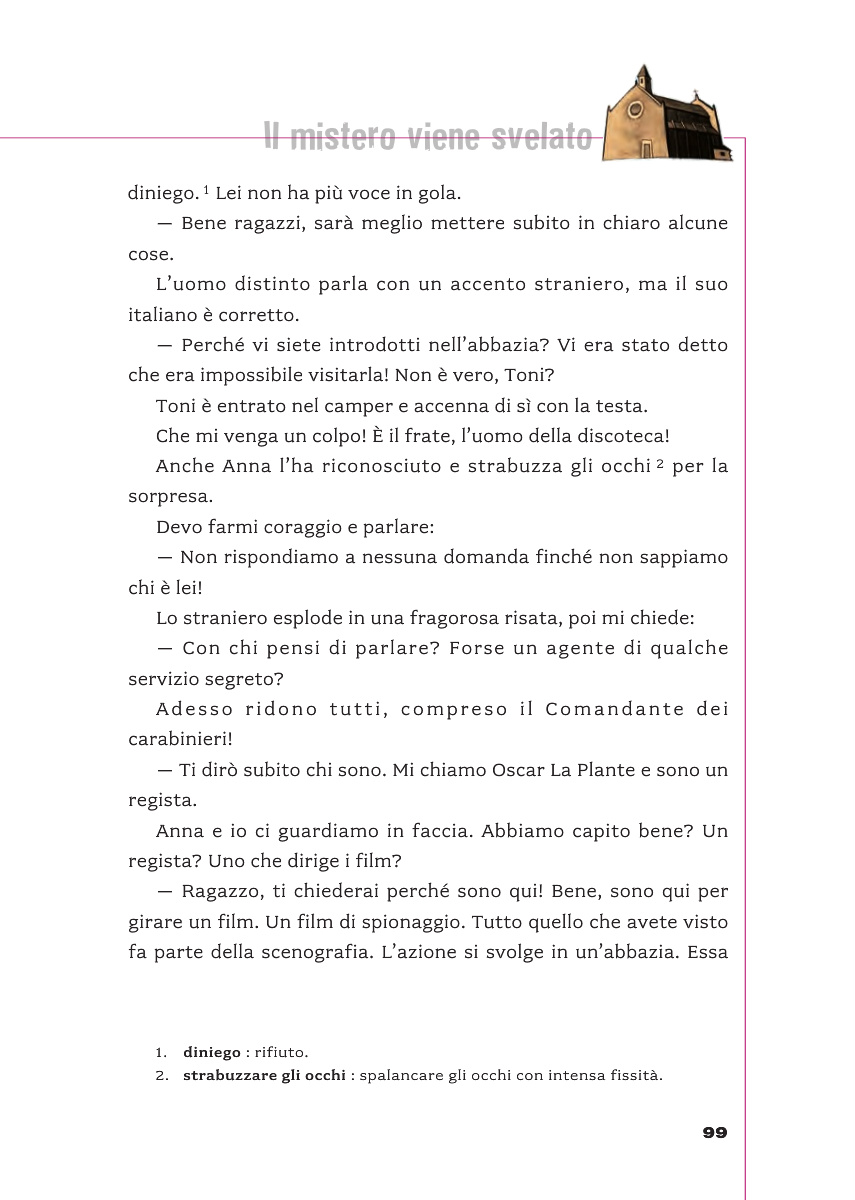 Il mistero viene svelato
diniego. 1 Lei non ha più voce in gola.
— Bene ragazzi, sarà meglio mettere subito in chiaro alcune
cose.
L’uomo distinto parla con un accento straniero, ma il suo
italiano è corretto.
— Perché vi siete introdotti nell’abbazia? Vi era stato detto
che era impossibile visitarla! Non è vero, Toni?
Toni è entrato nel camper e accenna di sì con la testa.
Che mi venga un colpo! È il frate, l’uomo della discoteca!
Anche Anna l’ha riconosciuto e strabuzza gli occhi 2 per la
sorpresa.
Devo farmi coraggio e parlare:
— Non rispondiamo a nessuna domanda finché non sappiamo
chi è lei!
Lo straniero esplode in una fragorosa risata, poi mi chiede:
— Con chi pensi di parlare? Forse un agente di qualche
servizio segreto?
Adesso ridono tutti, compreso il Comandante dei
carabinieri!
— Ti dirò subito chi sono. Mi chiamo Oscar La Plante e sono un
regista.
Anna e io ci guardiamo in faccia. Abbiamo capito bene? Un
regista? Uno che dirige i film?
— Ragazzo, ti chiederai perché sono qui! Bene, sono qui per
girare un film. Un film di spionaggio. Tutto quello che avete visto
fa parte della scenografia. L’azione si svolge in un’abbazia. Essa
1. diniego : rifiuto.
2. strabuzzare gli occhi : spalancare gli occhi con intensa fissità.
99